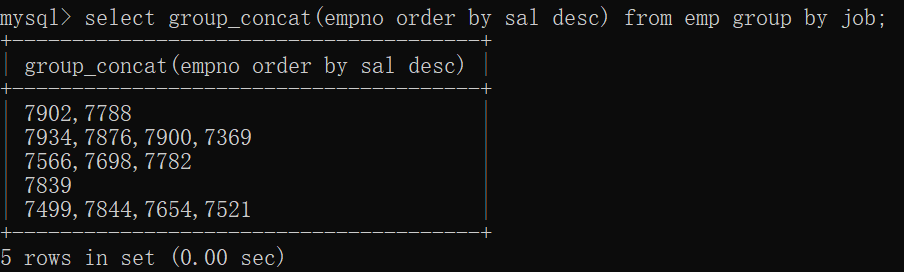 mysql> select group_concat(empno order by sal desc) from emp group by job;
+---------------------------------------+
| group_concat(empno order by sal desc) |
+---------------------------------------+
| 7902,7788                             |
| 7934,7876,7900,7369                   |
| 7566,7698,7782                        |
| 7839                                  |
| 7499,7844,7654,7521                   |
+---------------------------------------+
5 rows in set (0.00 sec)